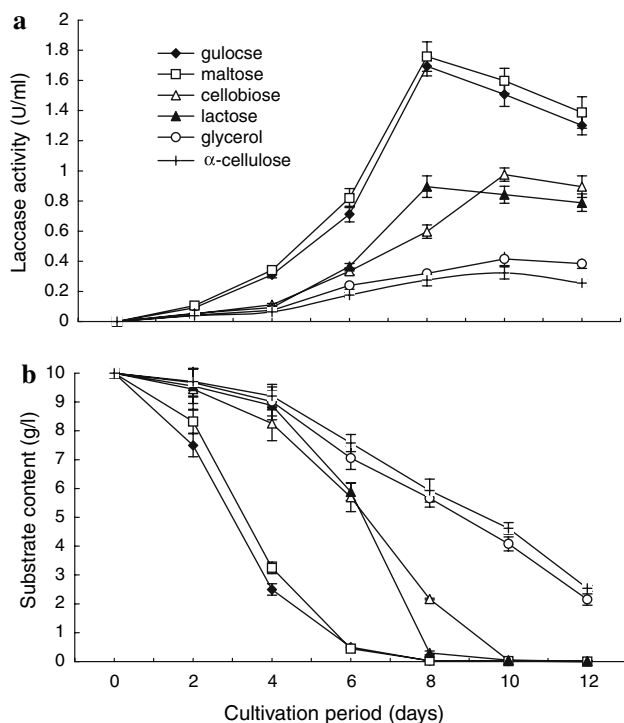 a
Laccase activity (U/ml)
2
1.8
1.6
1.4
1.2
1
0.8
0.6
0.4
0.2
0
gulocse
maltose
cellobiose
lactose
glycerol
α-cellulose
b
Substrate content (g/l)
10
9
8
7
6
5
4
3
2
1
0
0 2 4 6 8 10 12
Cultivation period (days)